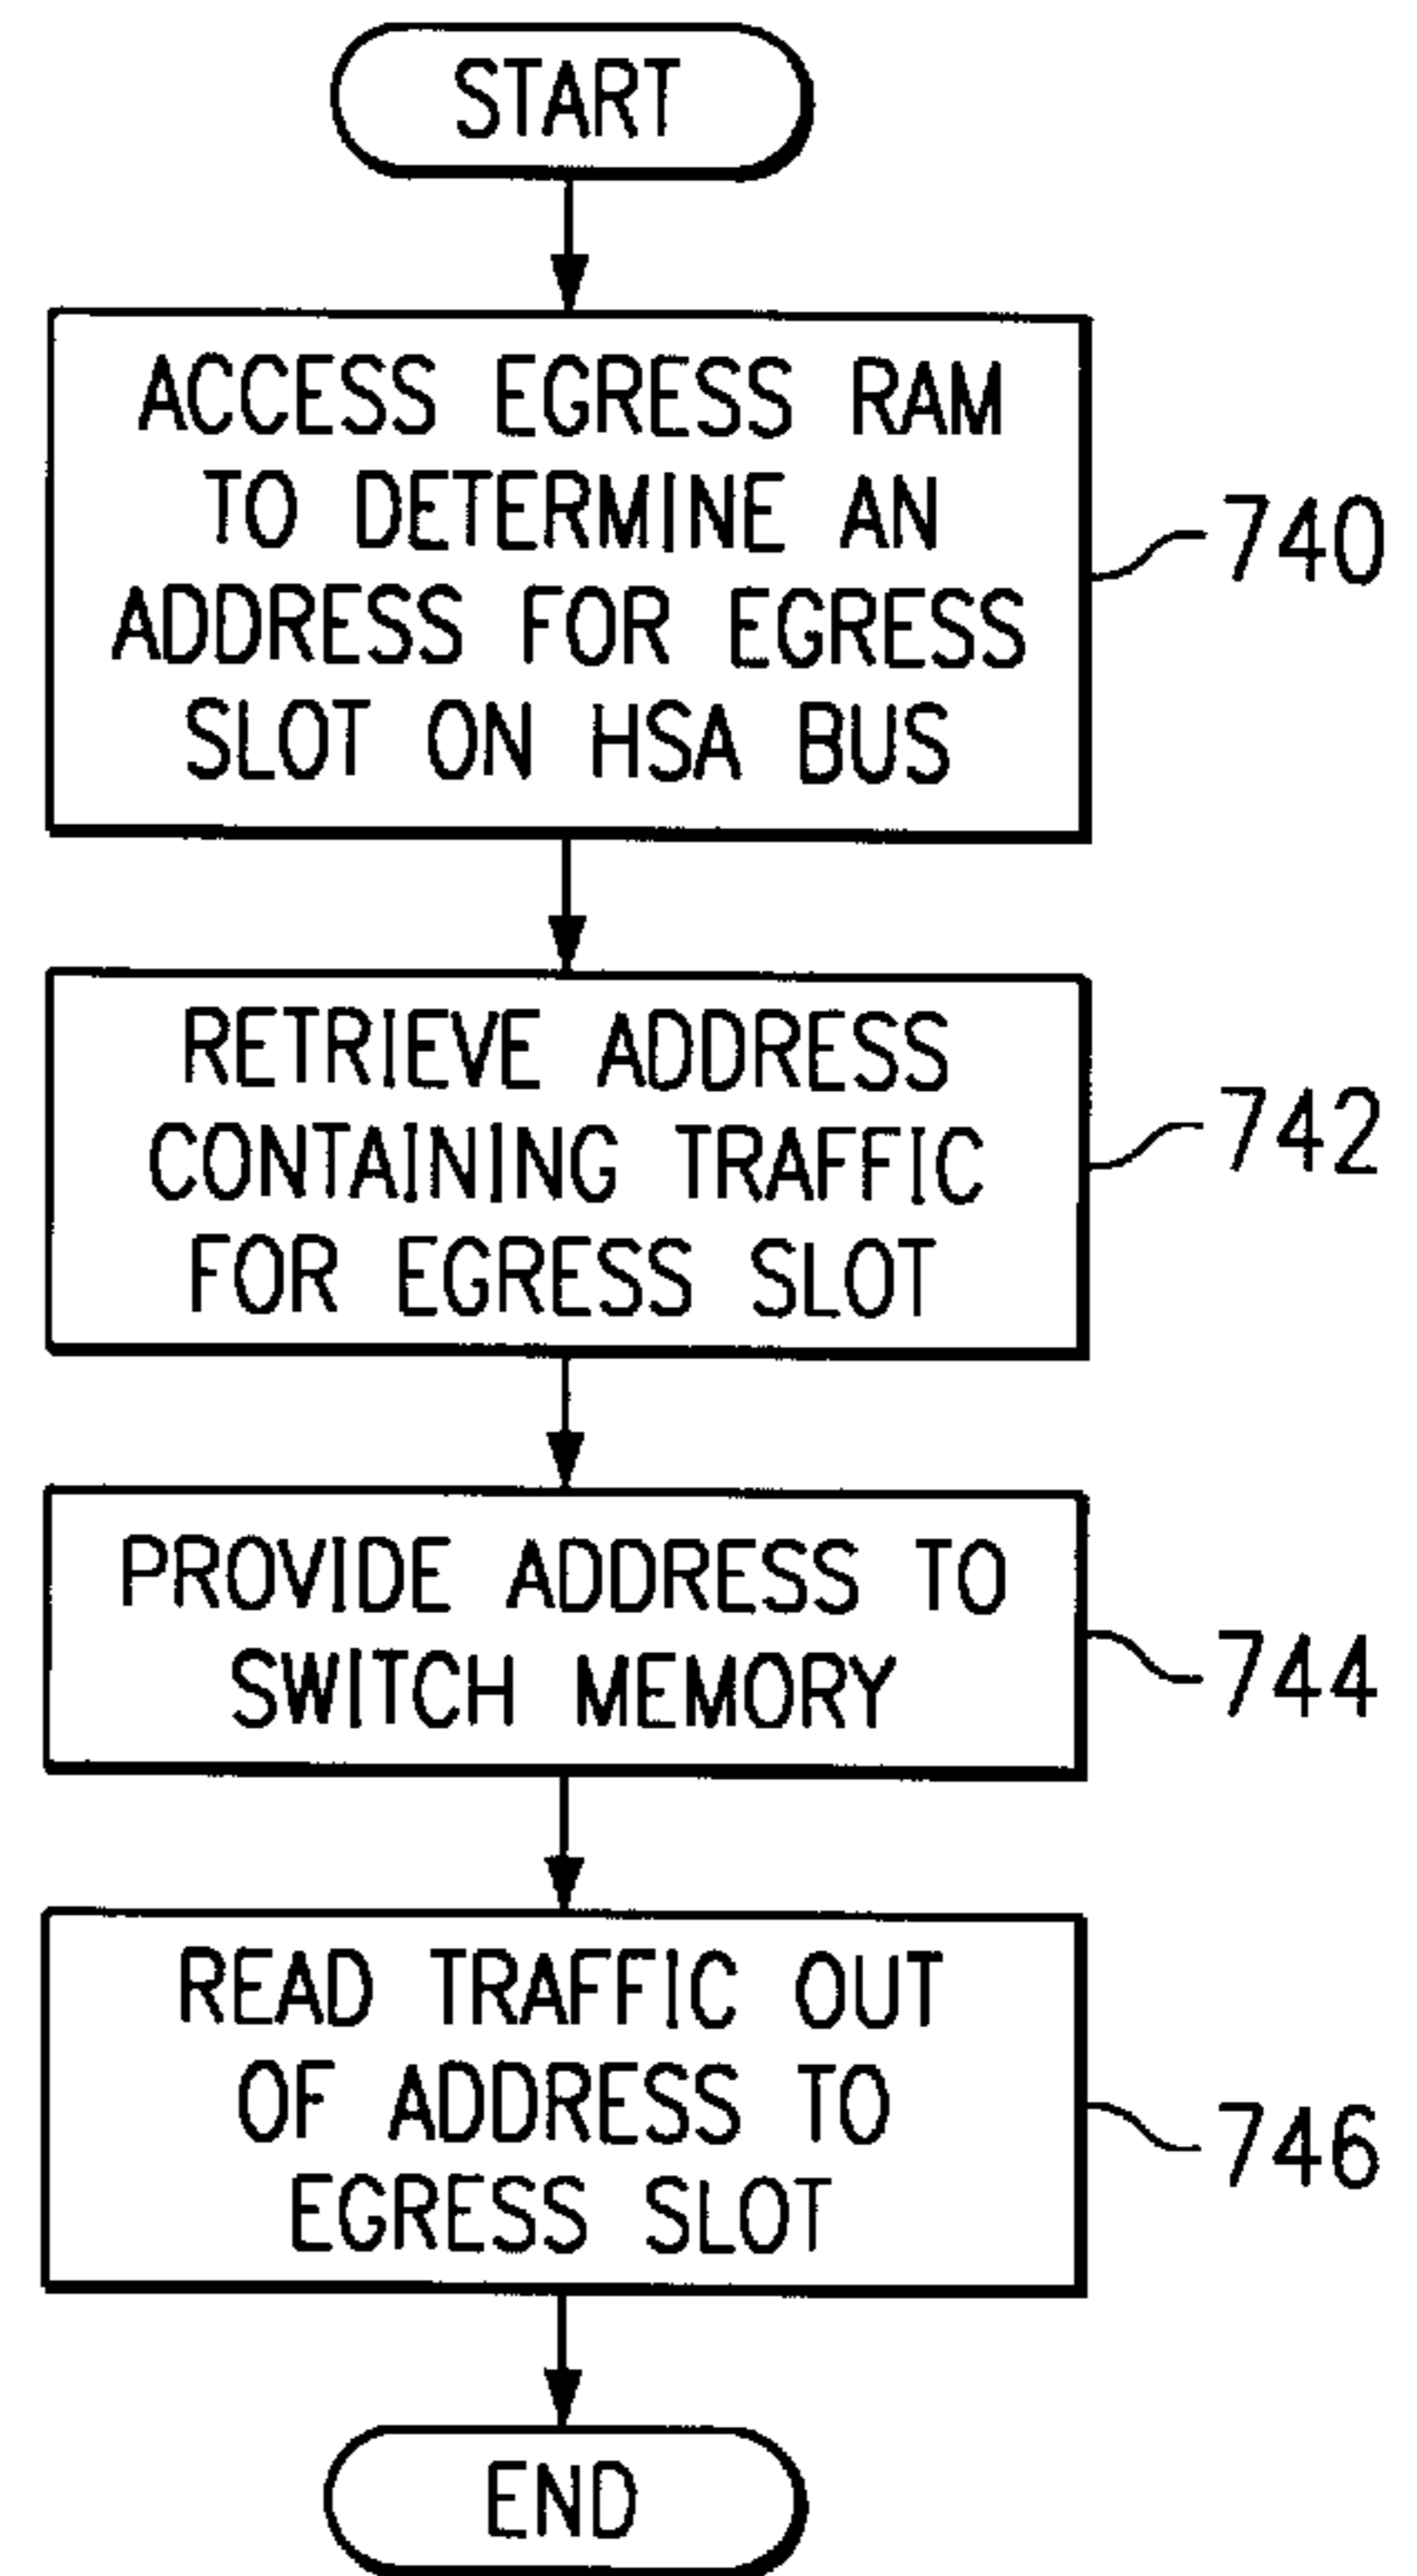 START
ACCESS EGRESS RAM
TO DETERMINE AN
ADDRESS FOR EGRESS
SLOT ON HSA BUS
740
RETRIEVE ADDRESS
CONTAINING TRAFFIC
FOR EGRESS SLOT
742
PROVIDE ADDRESS TO
SWITCH MEMORY
744
READ TRAFFIC OUT
OF ADDRESS TO
EGRESS SLOT
746
END